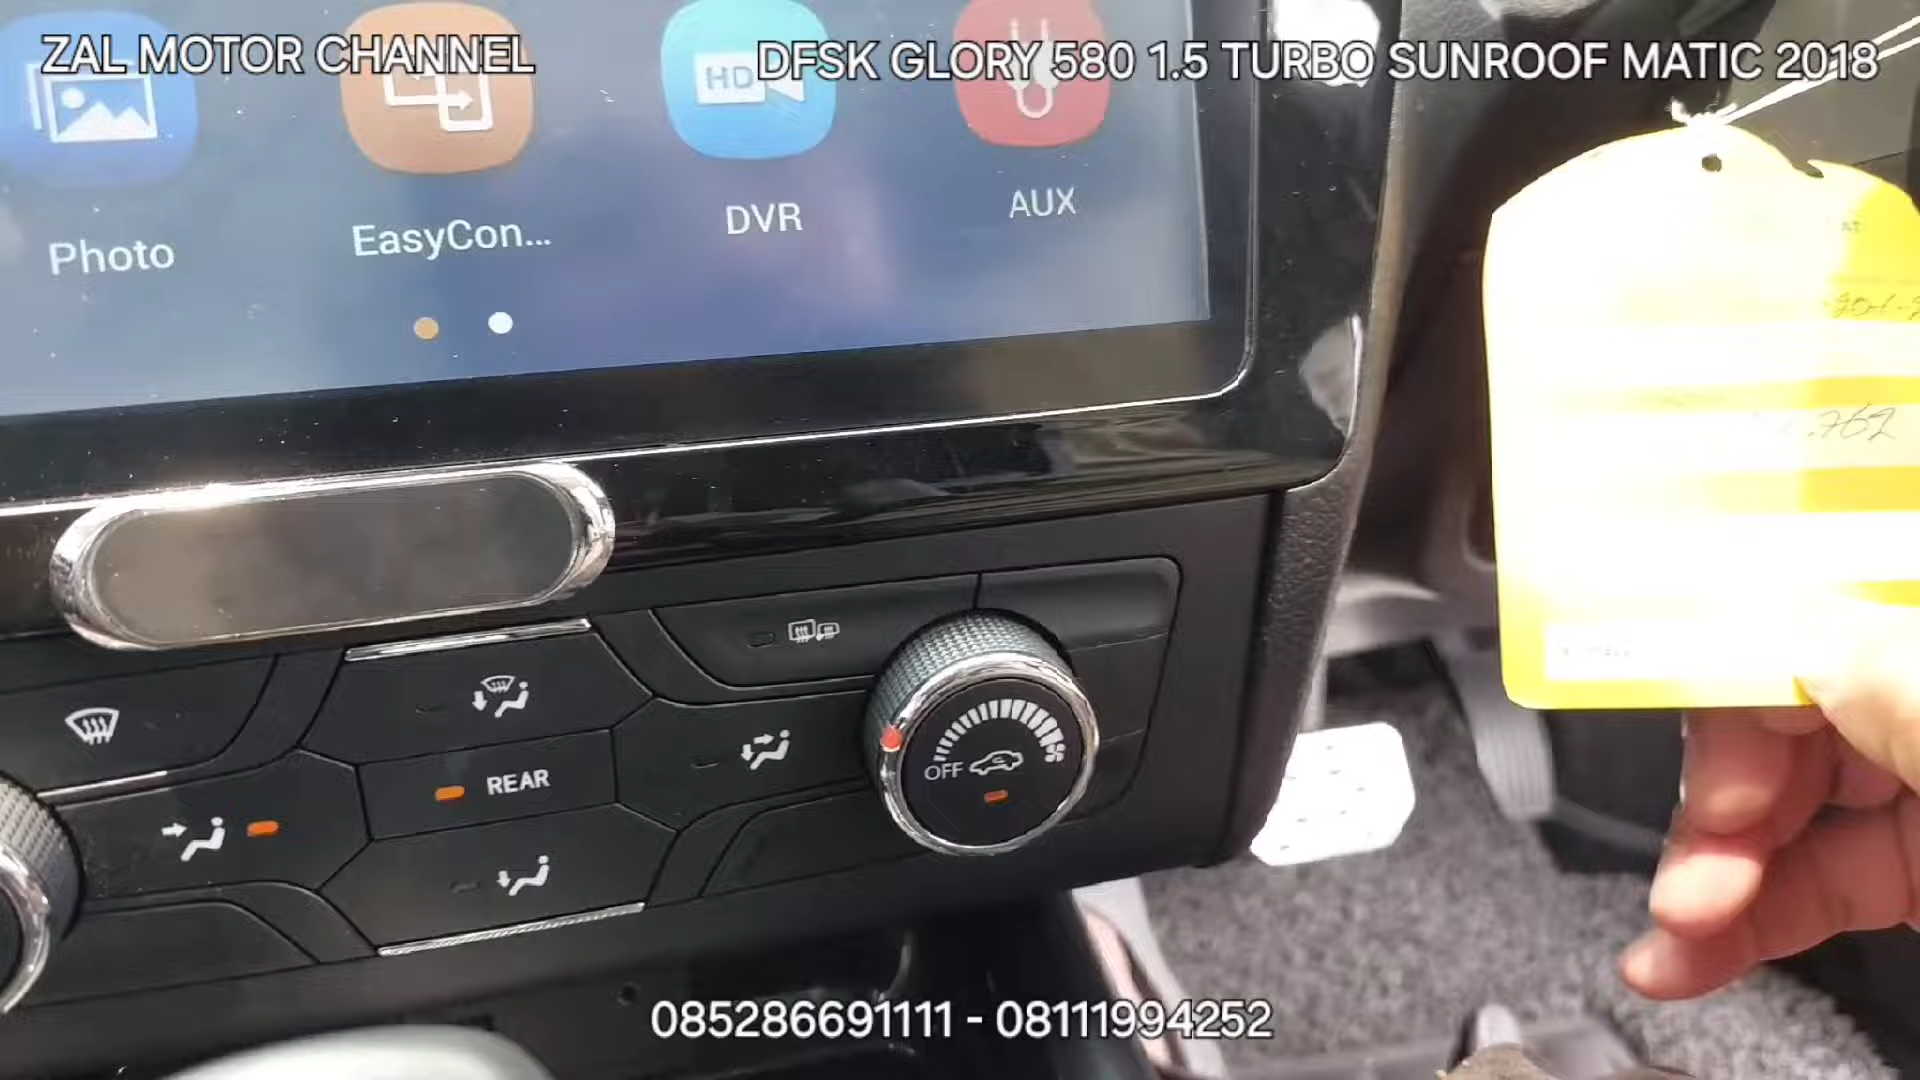 ZAL MOTOR CHANNEL
DFSK GLORY 580 1.5 TURBO SUNROOF MATIC 2018
HD
Photo
EasyCon...
DVR
AUX
REAR
OFF
085286691111 - 08111994252